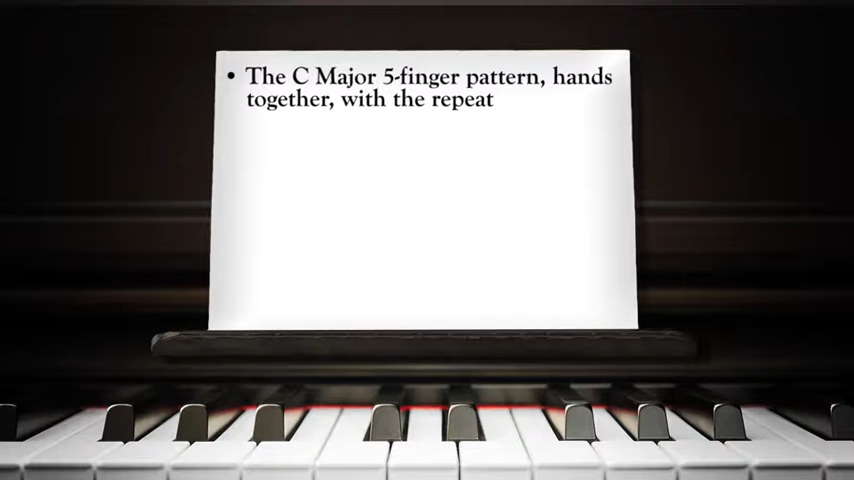 • The C Major 5-finger pattern, hands
together, with the repeat